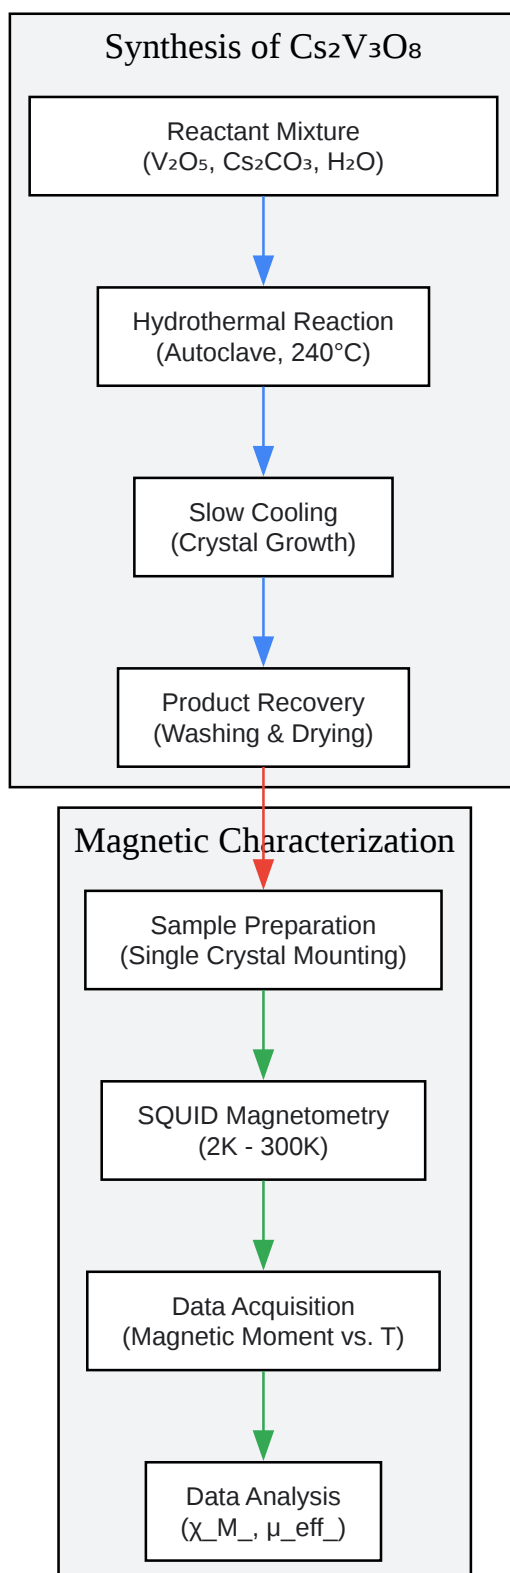 Synthesis of Cs₂V₃O₈
Reactant Mixture
(V₂O₅, Cs₂CO₃, H₂O)
Hydrothermal Reaction
(Autoclave, 240°C)
Slow Cooling
(Crystal Growth)
Product Recovery
(Washing & Drying)
Magnetic Characterization
Sample Preparation
(Single Crystal Mounting)
SQUID Magnetometry
(2K - 300K)
Data Acquisition
(Magnetic Moment vs. T)
Data Analysis
(χ_M_, μ_eff_)